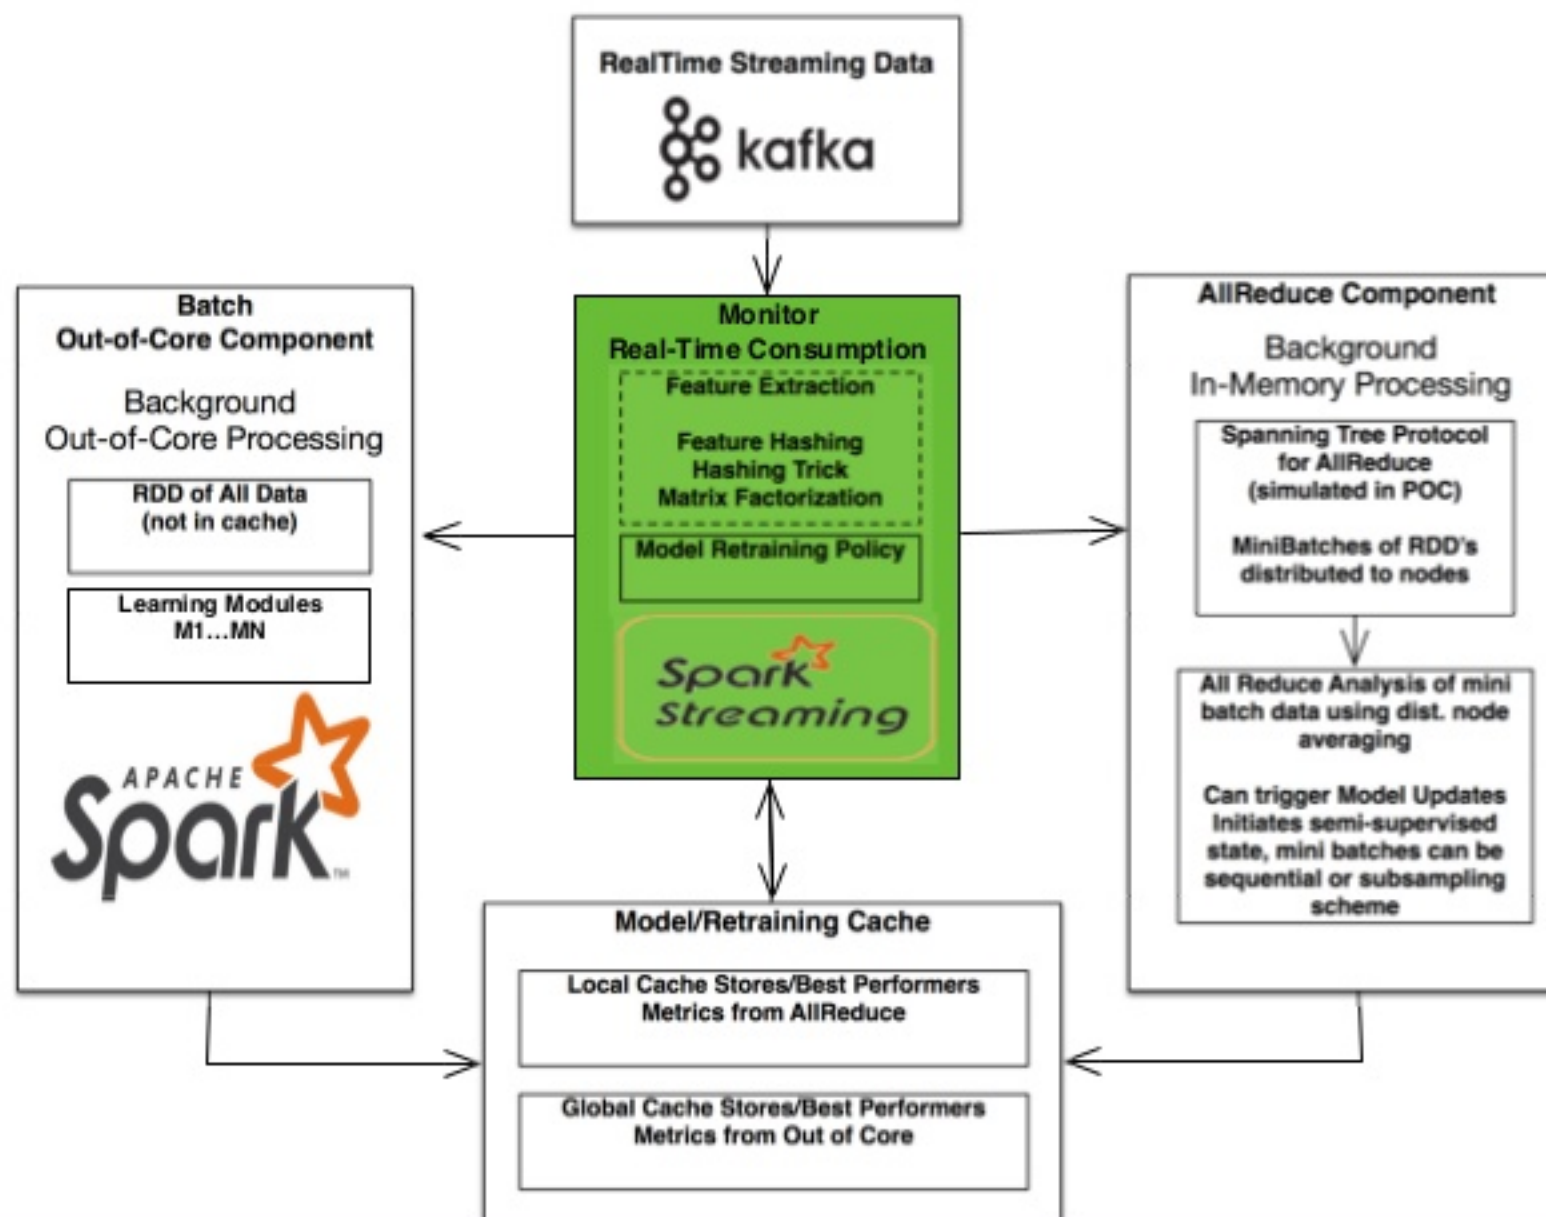 RealTime Streaming Data
kafka
Batch
Out-of-Core Component
Background
Out-of-Core Processing
RDD of All Data
(not in cache)
Learning Modules
M1...MN
APACHE
Spark™
Monitor
Real-Time Consumption
Feature Extraction
Feature Hashing
Hashing Trick
Matrix Factorization
Model Retraining Policy
Spark
Streaming
AllReduce Component
Background
In-Memory Processing
Spanning Tree Protocol
for AllReduce
(simulated in POC)
MiniBatches of RDD's
distributed to nodes
All Reduce Analysis of mini
batch data using dist. node
averaging
Can trigger Model Updates
Initiates semi-supervised
state, mini batches can be
sequential or subsampling
scheme
Model/Retraining Cache
Local Cache Stores/Best Performers
Metrics from AllReduce
Global Cache Stores/Best Performers
Metrics from Out of Core